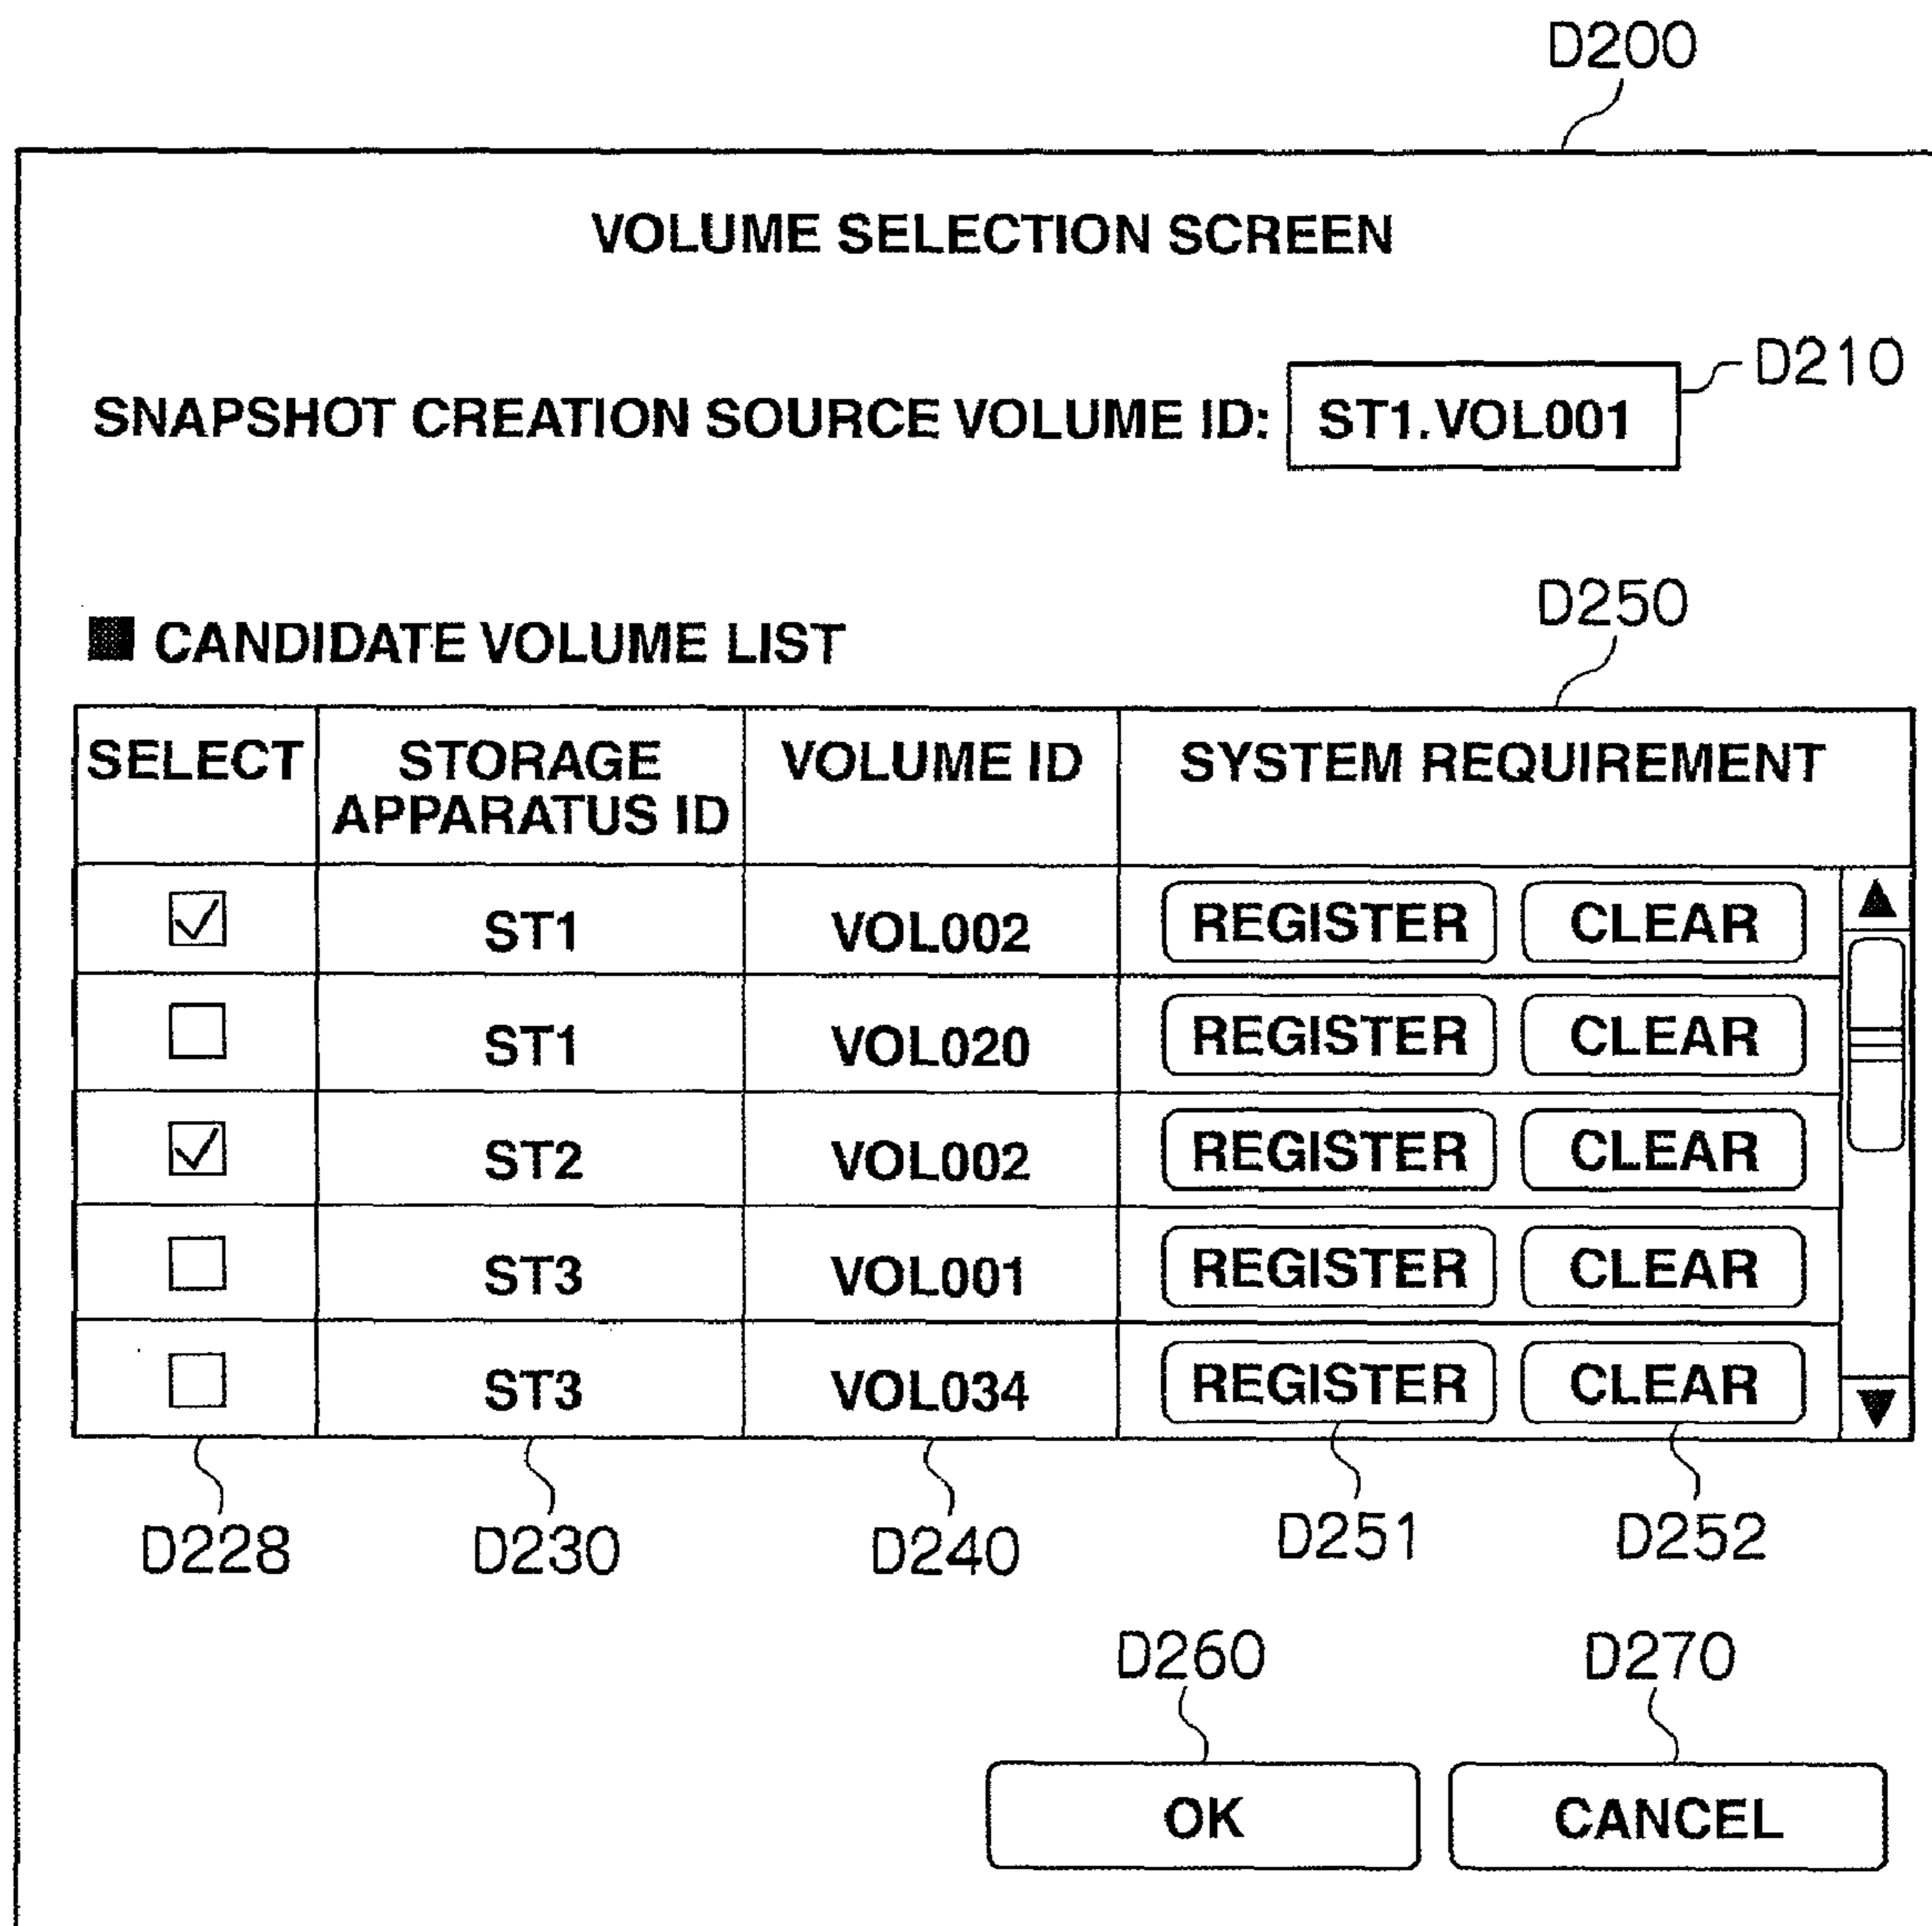 D200
VOLUME SELECTION SCREEN
SNAPSHOT CREATION SOURCE VOLUME ID: ST1.VOL001 D210
D250
CANDIDATE VOLUME LIST
SELECT STORAGE APPARATUS ID VOLUME ID SYSTEM REQUIREMENT
ST1 VOL002 REGISTER CLEAR
ST1 VOL020 REGISTER CLEAR
ST2 VOL002 REGISTER CLEAR
ST3 VOL001 REGISTER CLEAR
ST3 VOL034 REGISTER CLEAR
D228 D230 D240 D251 D252
D260 D270
OK CANCEL